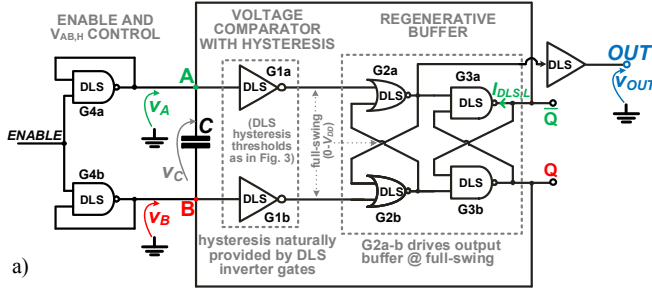 ENABLE AND
V_AB,H CONTROL
VOLTAGE
COMPARATOR
WITH HYSTERESIS
REGENERATIVE
BUFFER
DLS
G4a
A
v_A
ENABLE
G4b
DLS
B
v_B
C
v_C
G1a
DLS
(DLS
hysteresis
thresholds
as in Fig. 3)
DLS
G1b
hysteresis naturally
provided by DLS
inverter gates
full-swing
(0-V_DD)
G2a
DLS
DLS
G2b
G3a
DLS
I_DLS,L
DLS
G3b
G2a-b drives output
buffer @ full-swing
DLS
OUT
v_OUT
Q̅
Q
a)